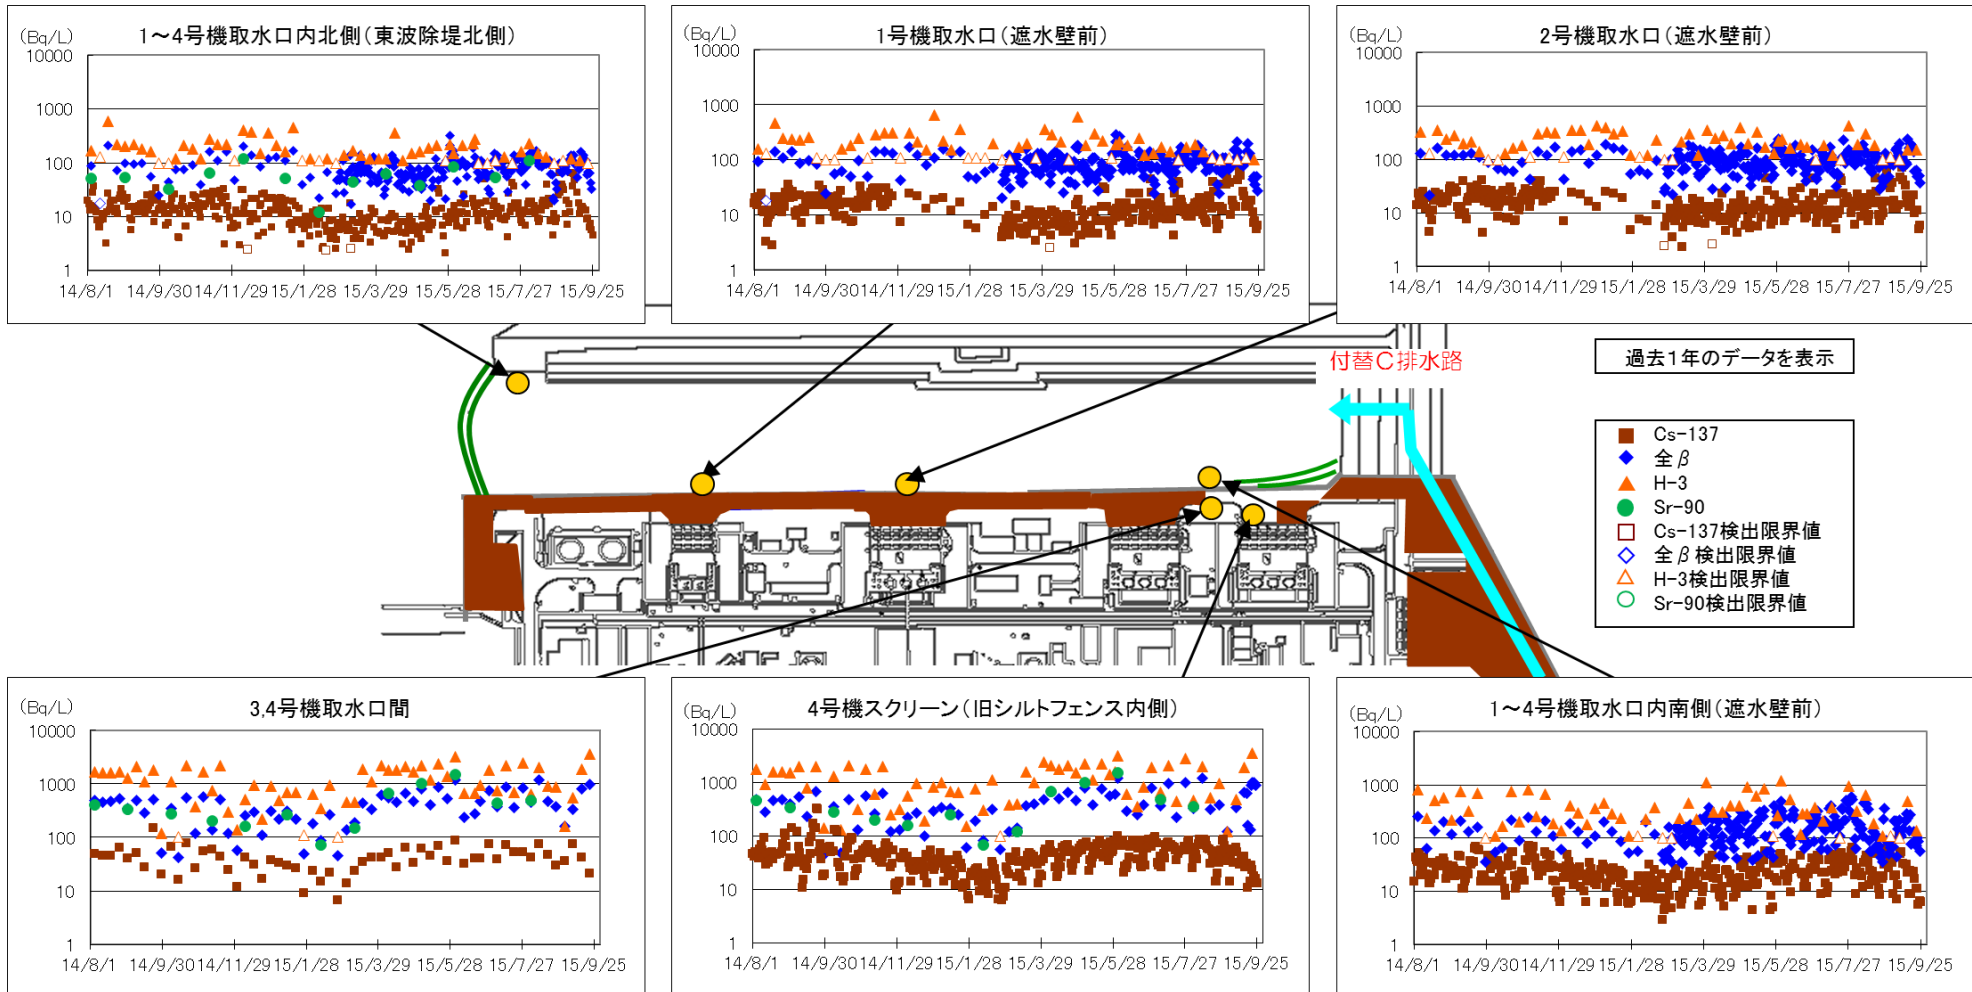 1～4号機取水口内北側(東波除堤北側)
(Bq/L)
10000
1000
100
10
1
14/8/1 14/9/30 14/11/29 15/1/28 15/3/29 15/5/28 15/7/27 15/9/25
1号機取水口(遮水壁前)
(Bq/L)
10000
1000
100
10
1
14/8/1 14/9/30 14/11/29 15/1/28 15/3/29 15/5/28 15/7/27 15/9/25
2号機取水口(遮水壁前)
(Bq/L)
10000
1000
100
10
1
14/8/1 14/9/30 14/11/29 15/1/28 15/3/29 15/5/28 15/7/27 15/9/25
付替C排水路
過去1年のデータを表示
Cs-137
全β
H-3
Sr-90
Cs-137検出限界値
全β検出限界値
H-3検出限界値
Sr-90検出限界値
3,4号機取水口間
(Bq/L)
10000
1000
100
10
1
14/8/1 14/9/30 14/11/29 15/1/28 15/3/29 15/5/28 15/7/27 15/9/25
4号機スクリーン(旧シルトフェンス内側)
(Bq/L)
10000
1000
100
10
1
14/8/1 14/9/30 14/11/29 15/1/28 15/3/29 15/5/28 15/7/27 15/9/25
1～4号機取水口内南側(遮水壁前)
(Bq/L)
10000
1000
100
10
1
14/8/1 14/9/30 14/11/29 15/1/28 15/3/29 15/5/28 15/7/27 15/9/25